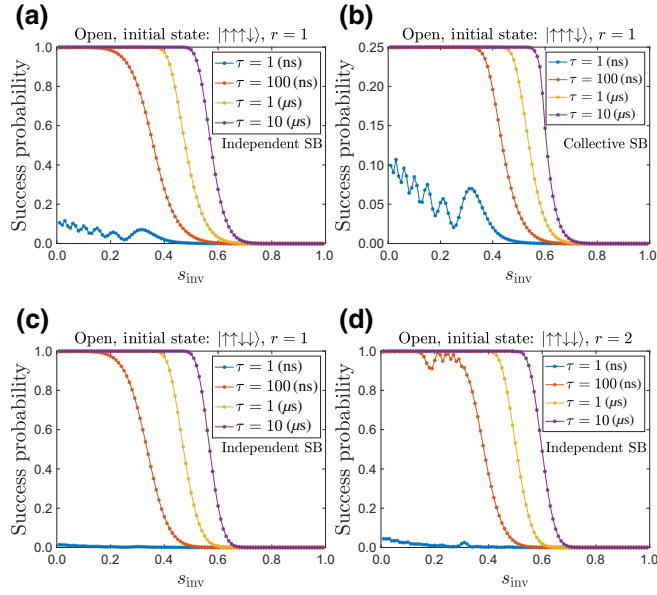 (a)
Open, initial state: |↑↑↑↓⟩, r = 1
Success probability
1.0
0.8
0.6
0.4
0.2
0.0
τ = 1 (ns)
τ = 100 (ns)
τ = 1 (μs)
τ = 10 (μs)
Independent SB
0.0 0.2 0.4 0.6 0.8 1.0
s_inv
(b)
Open, initial state: |↑↑↑↓⟩, r = 1
Success probability
0.25
0.20
0.15
0.10
0.05
0.00
τ = 1 (ns)
τ = 100 (ns)
τ = 1 (μs)
τ = 10 (μs)
Collective SB
0.0 0.2 0.4 0.6 0.8 1.0
s_inv
(c)
Open, initial state: |↑↑↓↓⟩, r = 1
Success probability
1.0
0.8
0.6
0.4
0.2
0.0
τ = 1 (ns)
τ = 100 (ns)
τ = 1 (μs)
τ = 10 (μs)
Independent SB
0.0 0.2 0.4 0.6 0.8 1.0
s_inv
(d)
Open, initial state: |↑↑↓↓⟩, r = 2
Success probability
1.0
0.8
0.6
0.4
0.2
0.0
τ = 1 (ns)
τ = 100 (ns)
τ = 1 (μs)
τ = 10 (μs)
Independent SB
0.0 0.2 0.4 0.6 0.8 1.0
s_inv